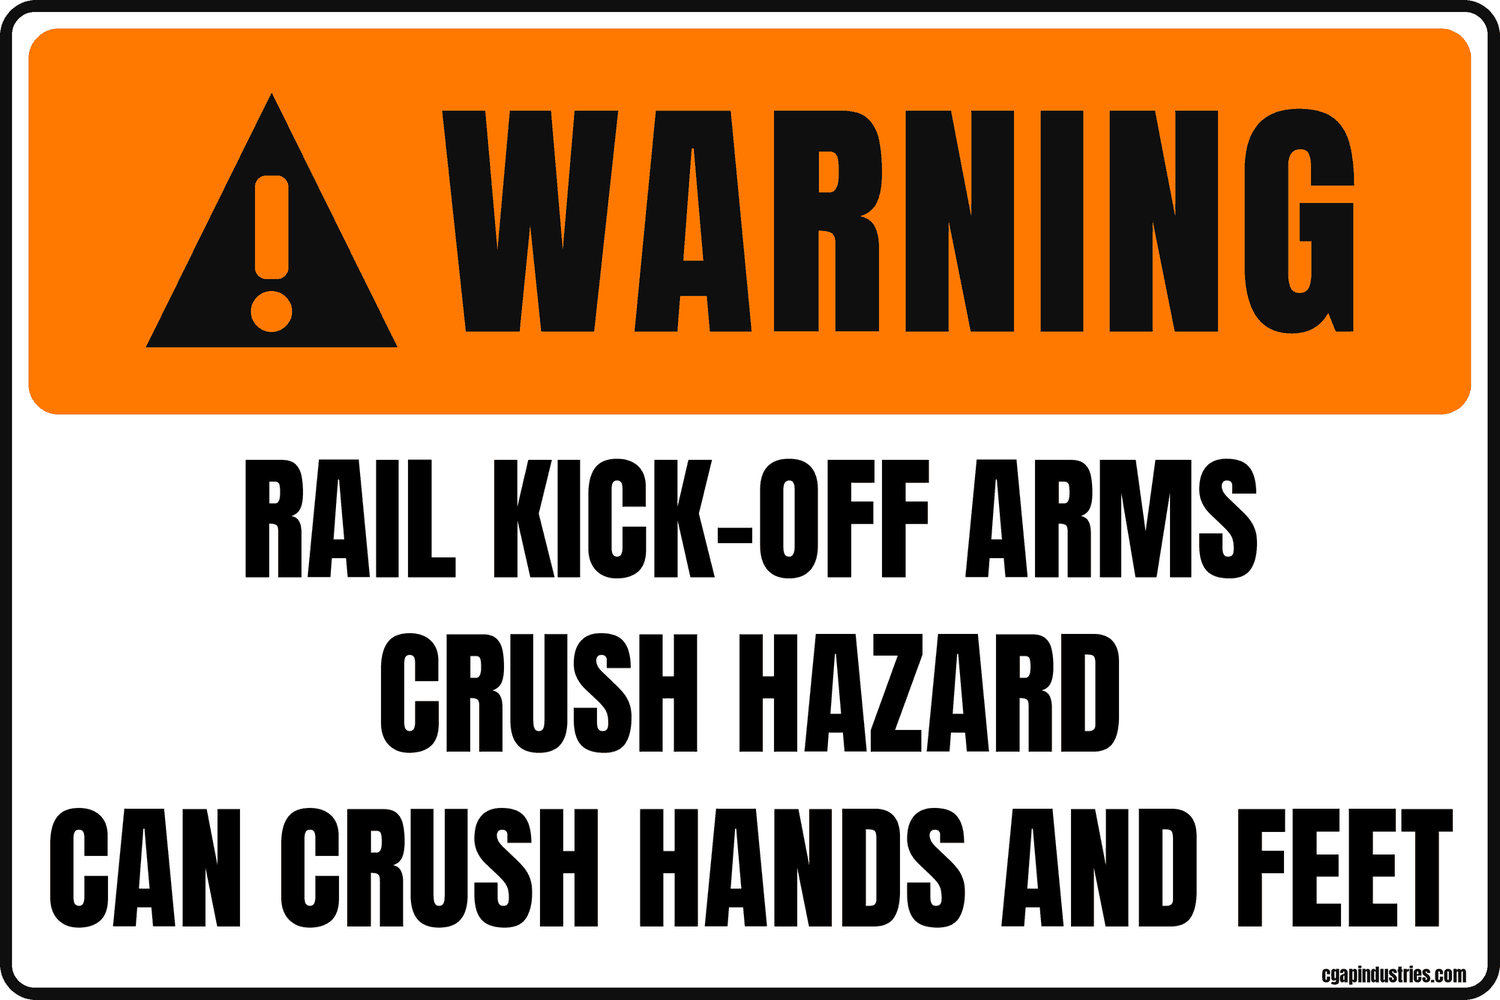 WARNING
RAIL KICK-OFF ARMS
CRUSH HAZARD
CAN CRUSH HANDS AND FEET
cgapindustries.com